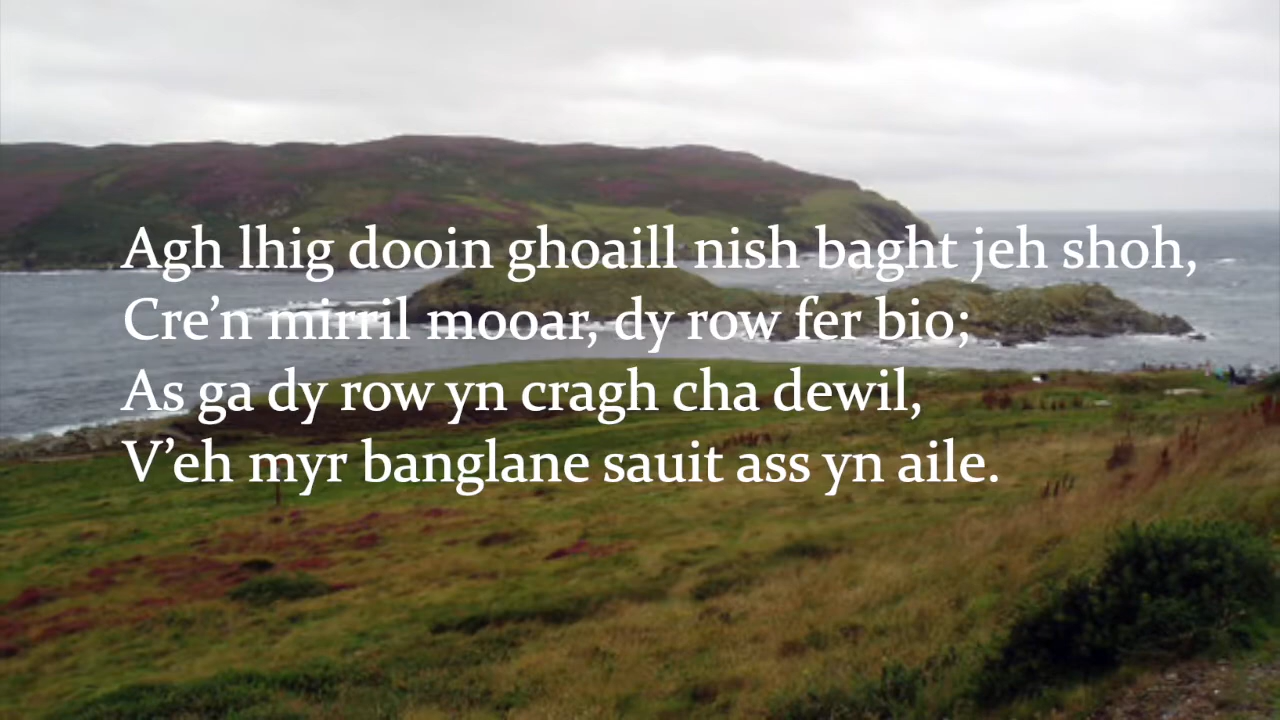 Agh lhig dooin ghoaill nish baght jeh shoh,
Cre’n mirril mooar, dy row fer bio;
As ga dy row yn cragh cha dewil,
V’eh myr banglane sauit ass yn aile.